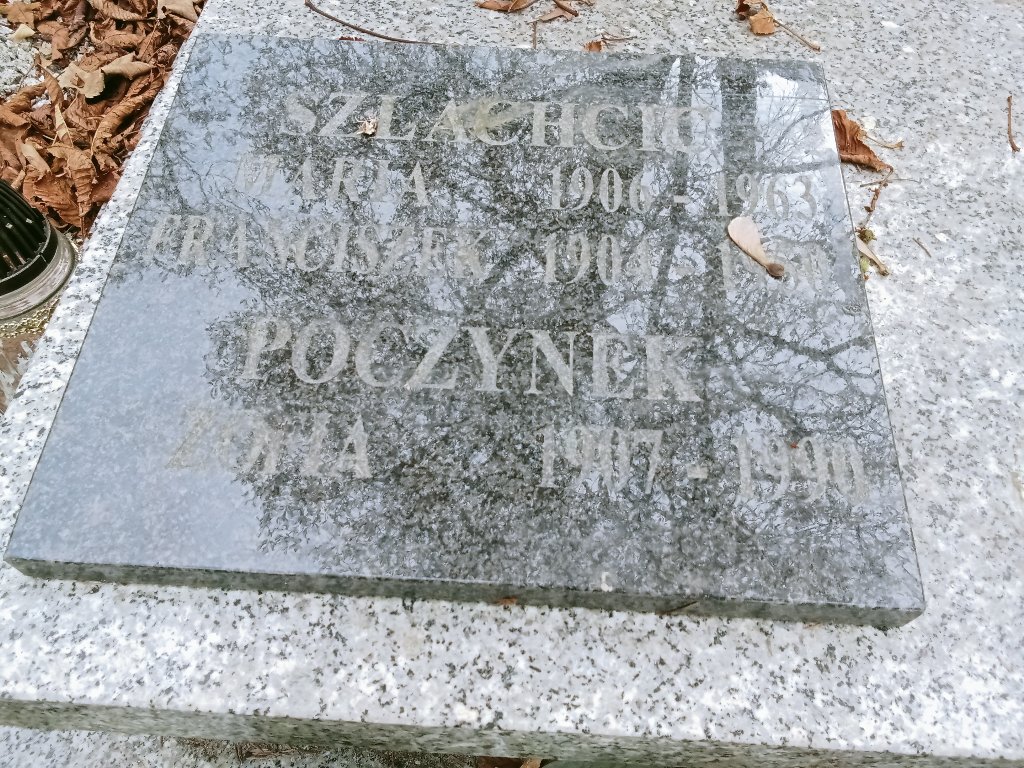 SZLACHCIC
MARIA 1906 - 1963
FRANCISZEK 1904 -
POCZYNEK
ZOFIA 1907 - 1990